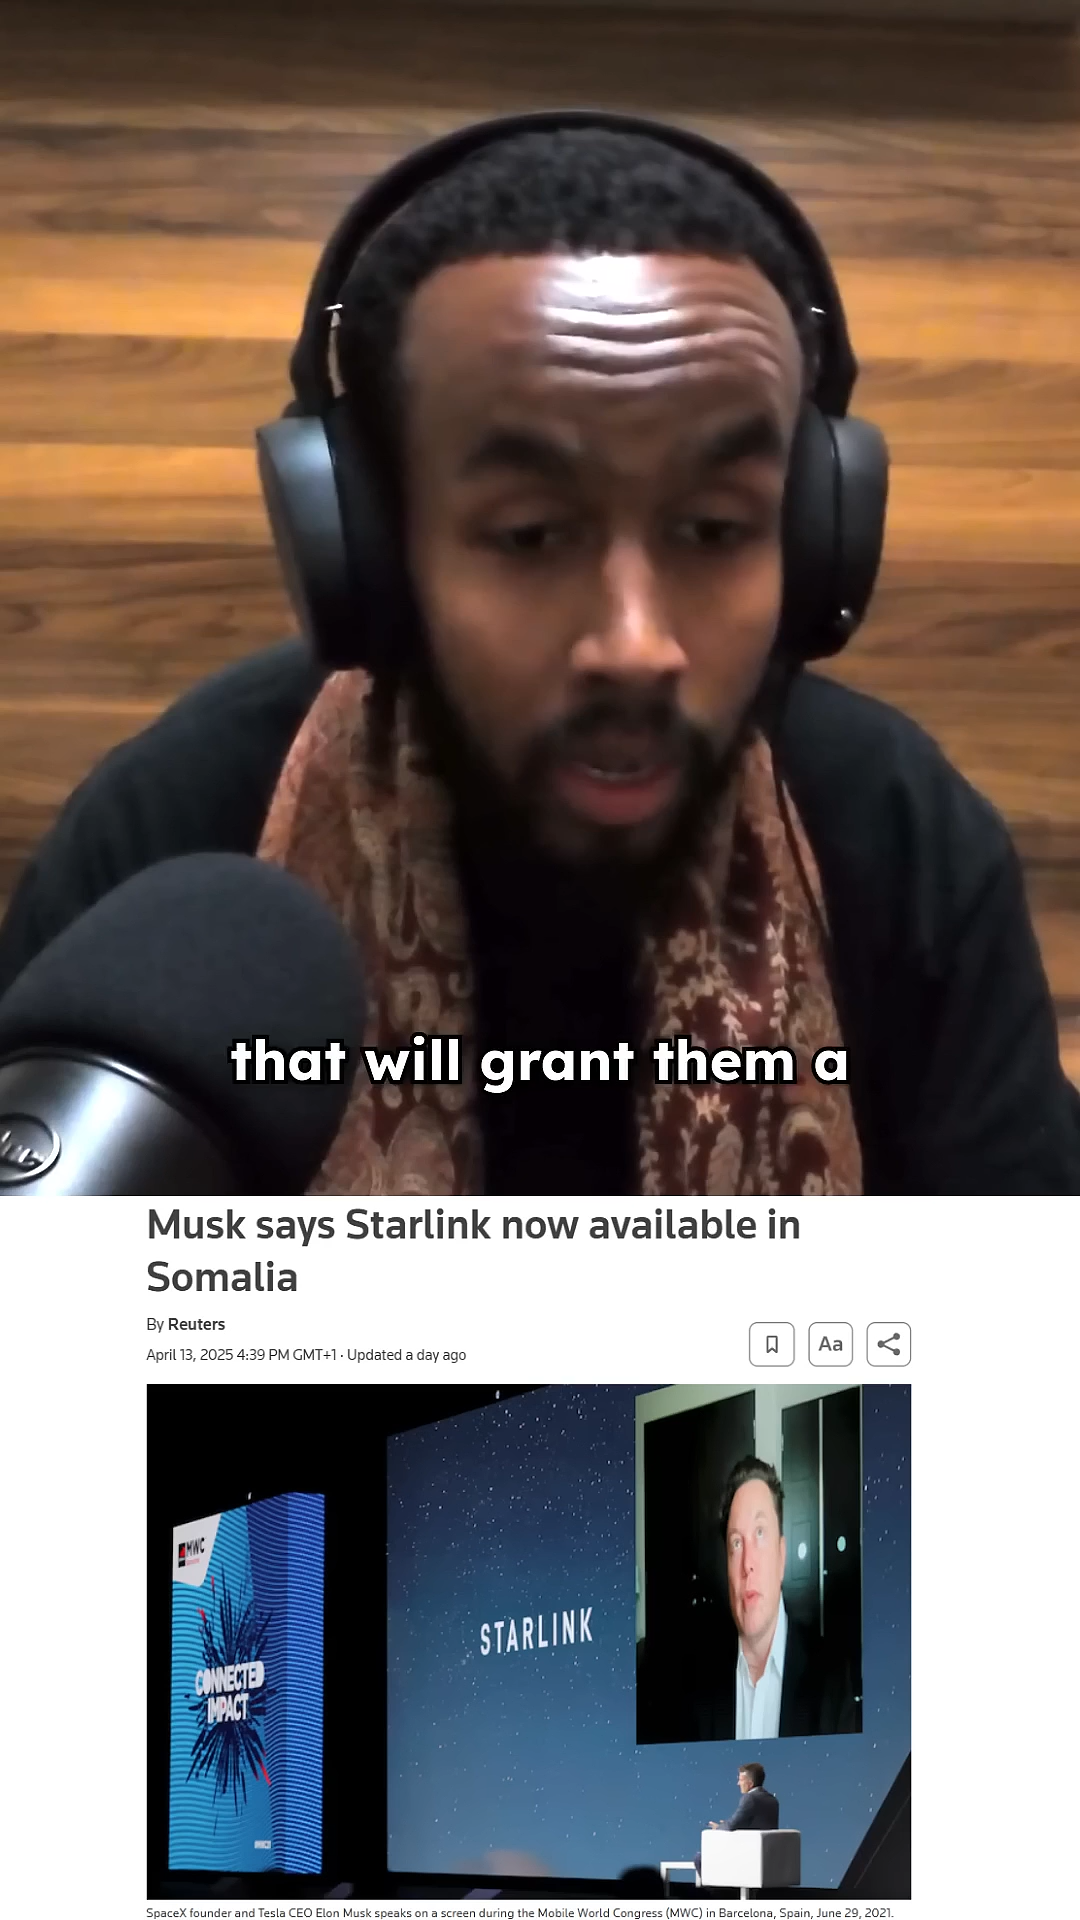 that will grant them a
Musk says Starlink now available in
Somalia
By Reuters
April 13, 2025 4:39 PM GMT+1 · Updated a day ago
Aa
MWC
CONNECTED
IMPACT
STARLINK
SpaceX founder and Tesla CEO Elon Musk speaks on a screen during the Mobile World Congress (MWC) in Barcelona, Spain, June 29, 2021.